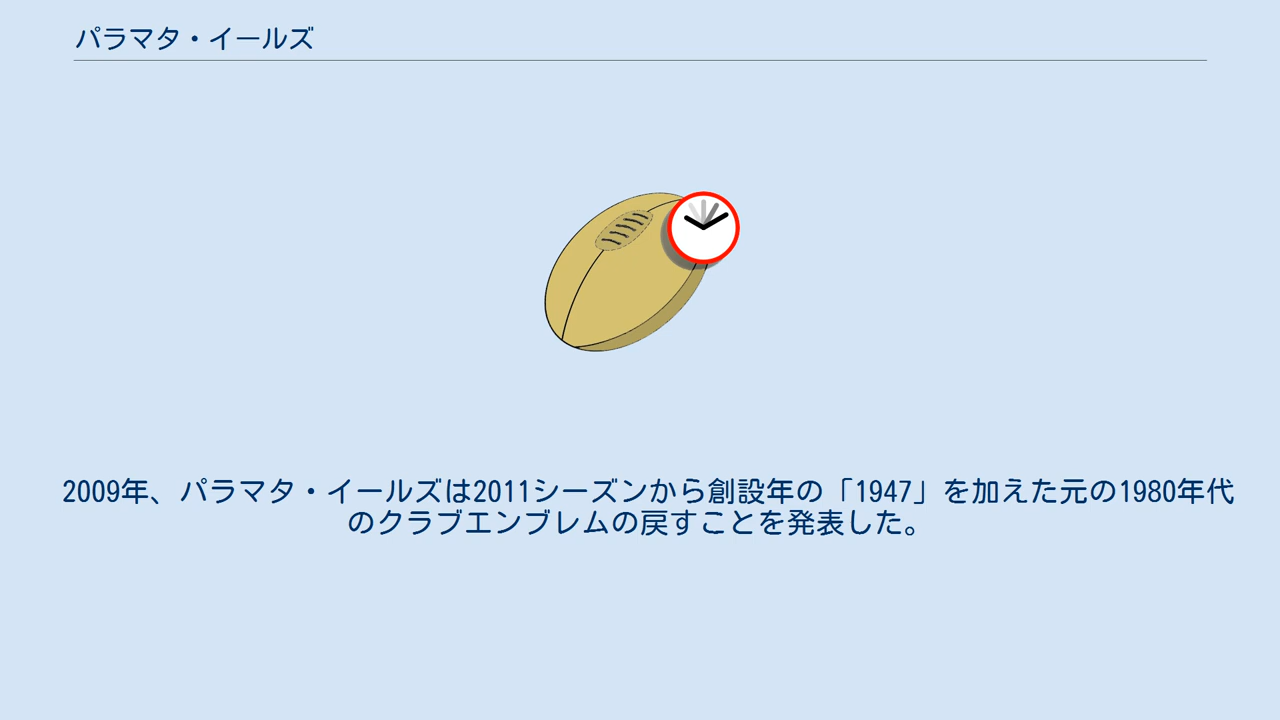 パラマタ・イールズ
2009年、パラマタ・イールズは2011シーズンから創設年の「1947」を加えた元の1980年代
のクラブエンブレムの戻すことを発表した。